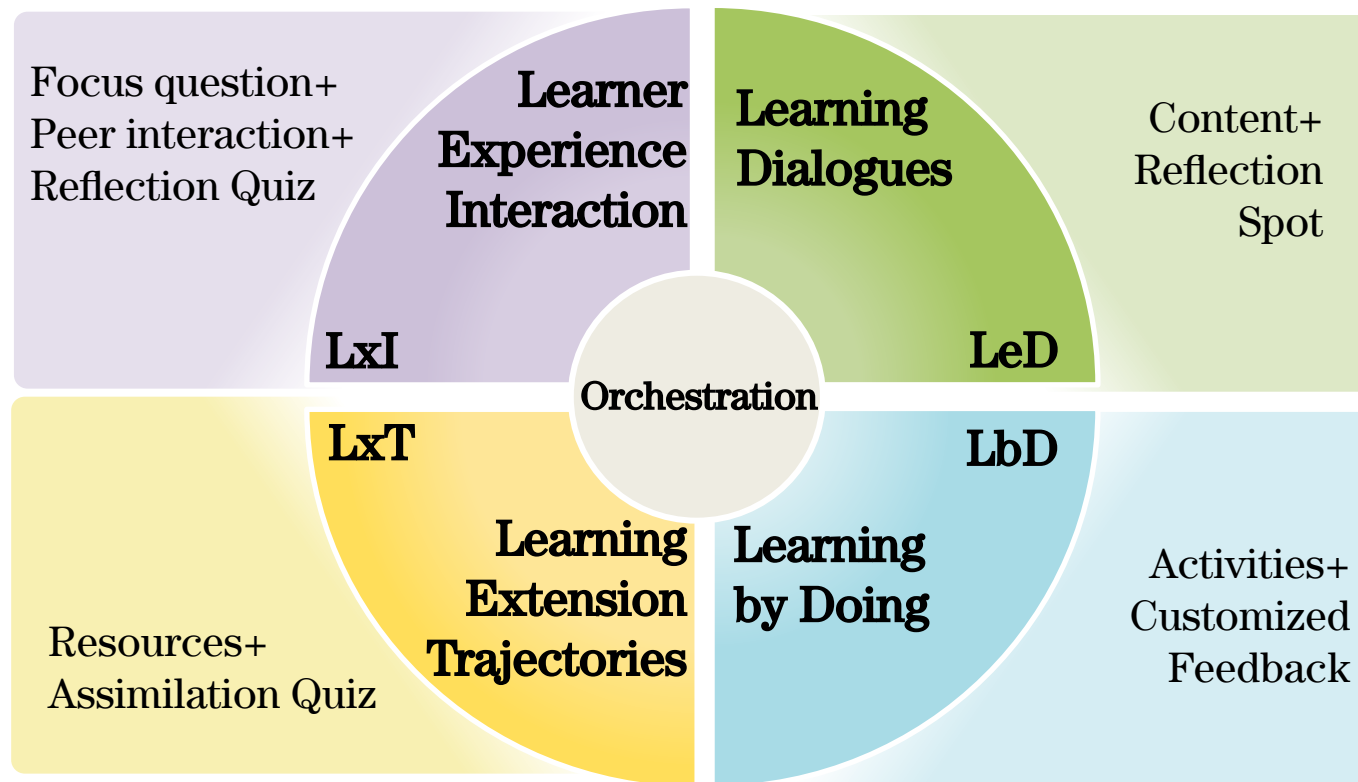 Focus question+
Peer interaction+
Reflection Quiz
Learner
Experience
Interaction
LxI
Learning
Dialogues
LeD
Content+
Reflection
Spot
Orchestration
LxT
Learning
Extension
Trajectories
Resources+
Assimilation Quiz
LbD
Learning
by Doing
Activities+
Customized
Feedback